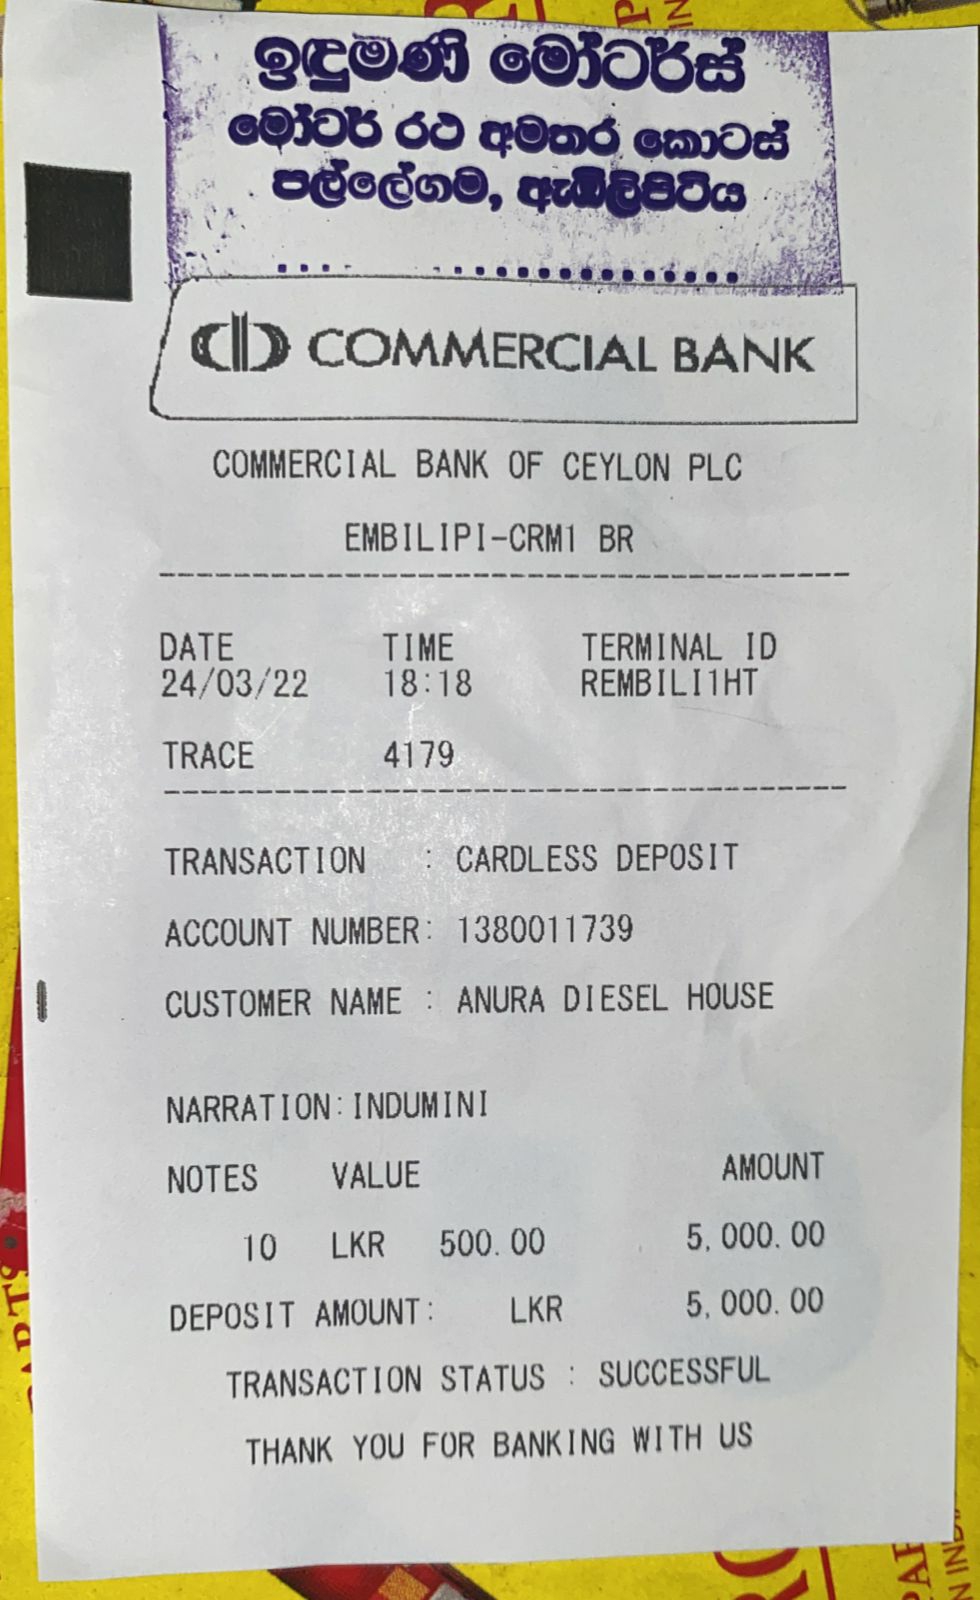 ඉඳුමණි මෝටර්ස්
මෝටර් රථ අමතර කොටස්
පල්ලේගම, ඇඹිලිපිටිය
COMMERCIAL BANK
COMMERCIAL BANK OF CEYLON PLC
EMBILIPI-CRM1 BR
DATE TIME TERMINAL ID
24/03/22 18:18 REMBILI1HT
TRACE 4179
TRANSACTION : CARDLESS DEPOSIT
ACCOUNT NUMBER: 1380011739
CUSTOMER NAME : ANURA DIESEL HOUSE
NARRATION:INDUMINI
NOTES VALUE AMOUNT
10 LKR 500.00 5,000.00
DEPOSIT AMOUNT: LKR 5,000.00
TRANSACTION STATUS : SUCCESSFUL
THANK YOU FOR BANKING WITH US